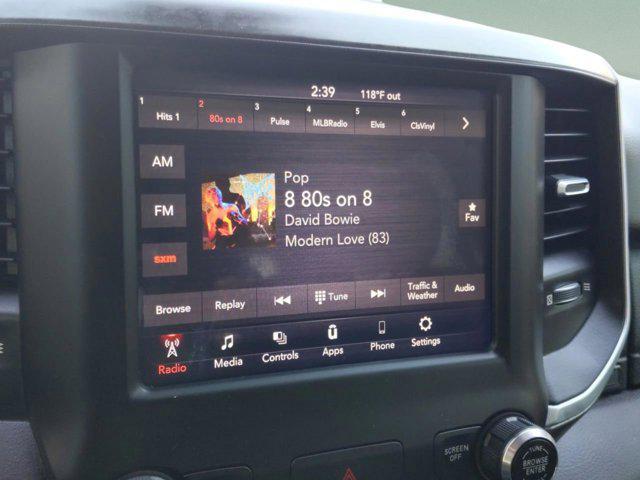 2:39 118°F out
1 Hits 1 2 80s on 8 3 Pulse 4 MLBRadio 5 Elvis 6 ClsVinyl
AM
FM
sxm
Pop
8 80s on 8
David Bowie
Modern Love (83)
Fav
Browse Replay Tune Traffic &
Weather Audio
Radio Media Controls Apps Phone Settings
SCREEN
OFF
TUNE
BROWSE
ENTER